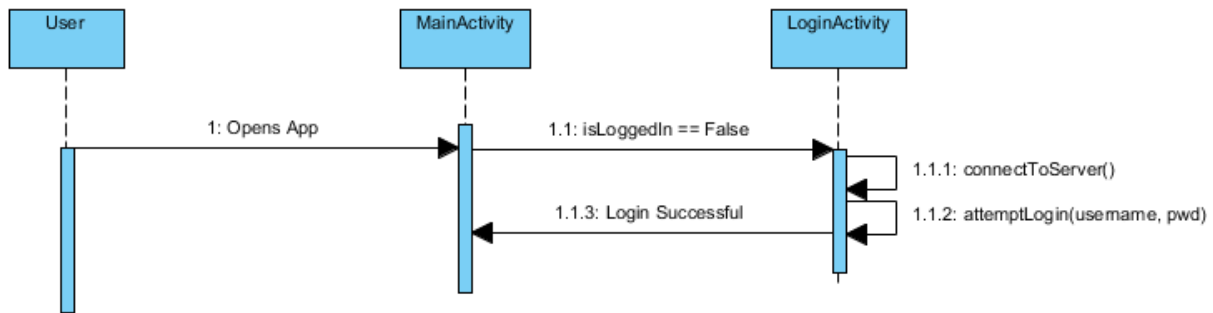 User
MainActivity
LoginActivity
1: Opens App
1.1: isLoggedIn == False
1.1.1: connectToServer()
1.1.3: Login Successful
1.1.2: attemptLogin(username, pwd)